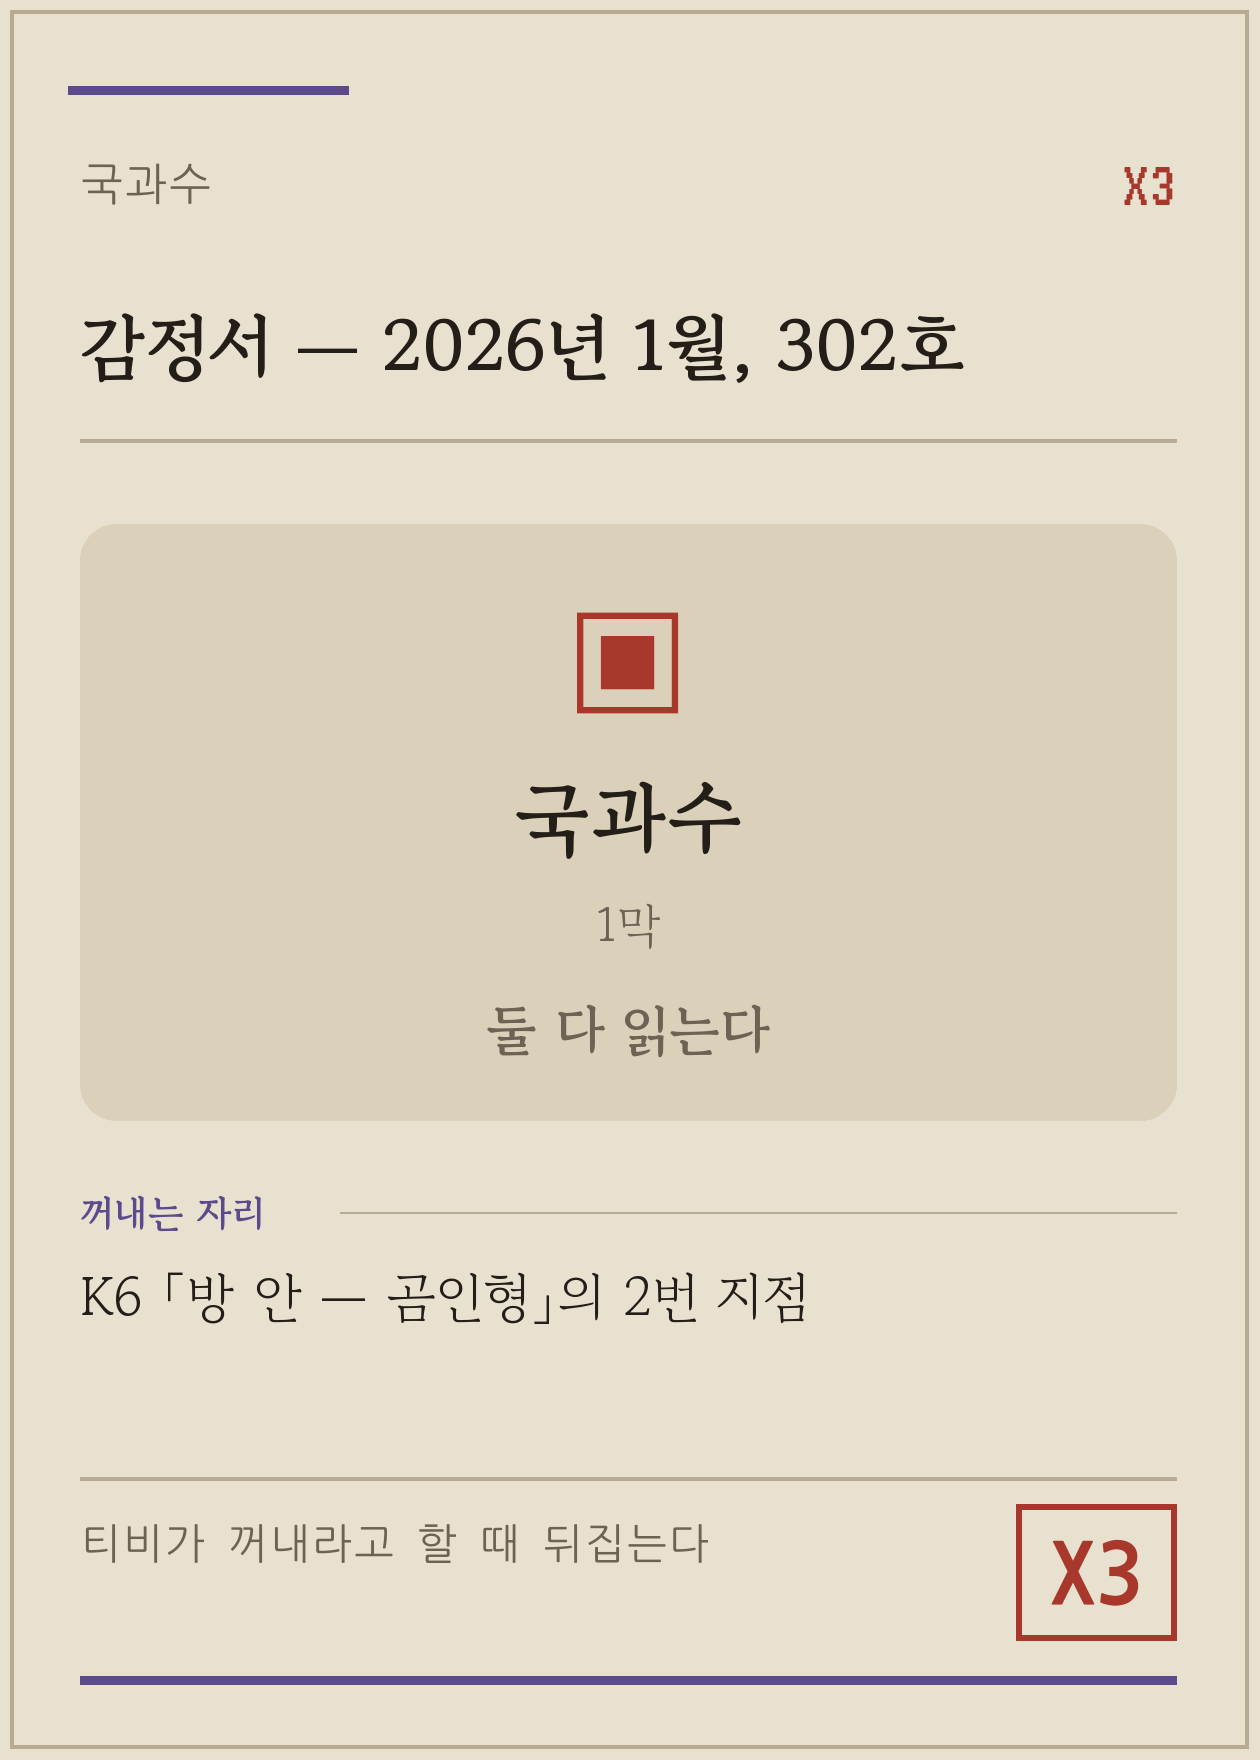 국과수
X3
감정서 — 2026년 1월, 302호
국과수
1막
둘 다 읽는다
꺼내는 자리
K6 「방 안 — 곰인형」의 2번 지점
티비가 꺼내라고 할 때 뒤집는다
X3